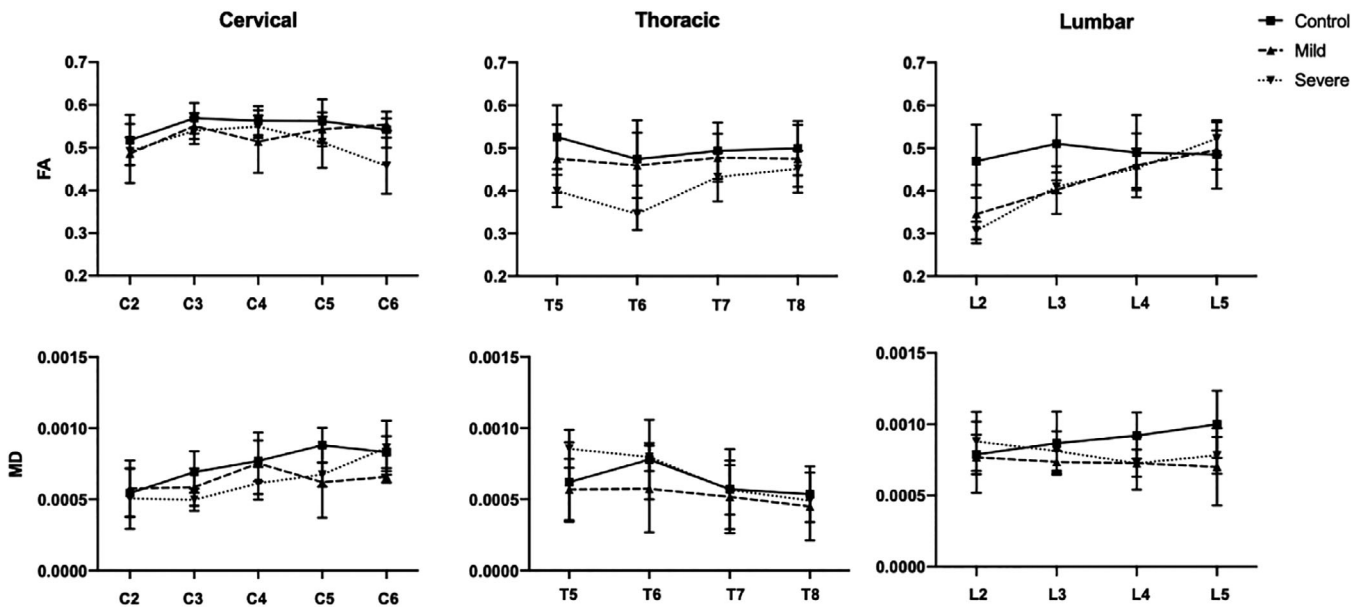 Cervical
Thoracic
Lumbar
Control
Mild
Severe
FA
0.7
0.6
0.5
0.4
0.3
0.2
C2 C3 C4 C5 C6
0.7
0.6
0.5
0.4
0.3
0.2
T5 T6 T7 T8
0.7
0.6
0.5
0.4
0.3
0.2
L2 L3 L4 L5
MD
0.0015
0.0010
0.0005
0.0000
C2 C3 C4 C5 C6
0.0015
0.0010
0.0005
0.0000
T5 T6 T7 T8
0.0015
0.0010
0.0005
0.0000
L2 L3 L4 L5